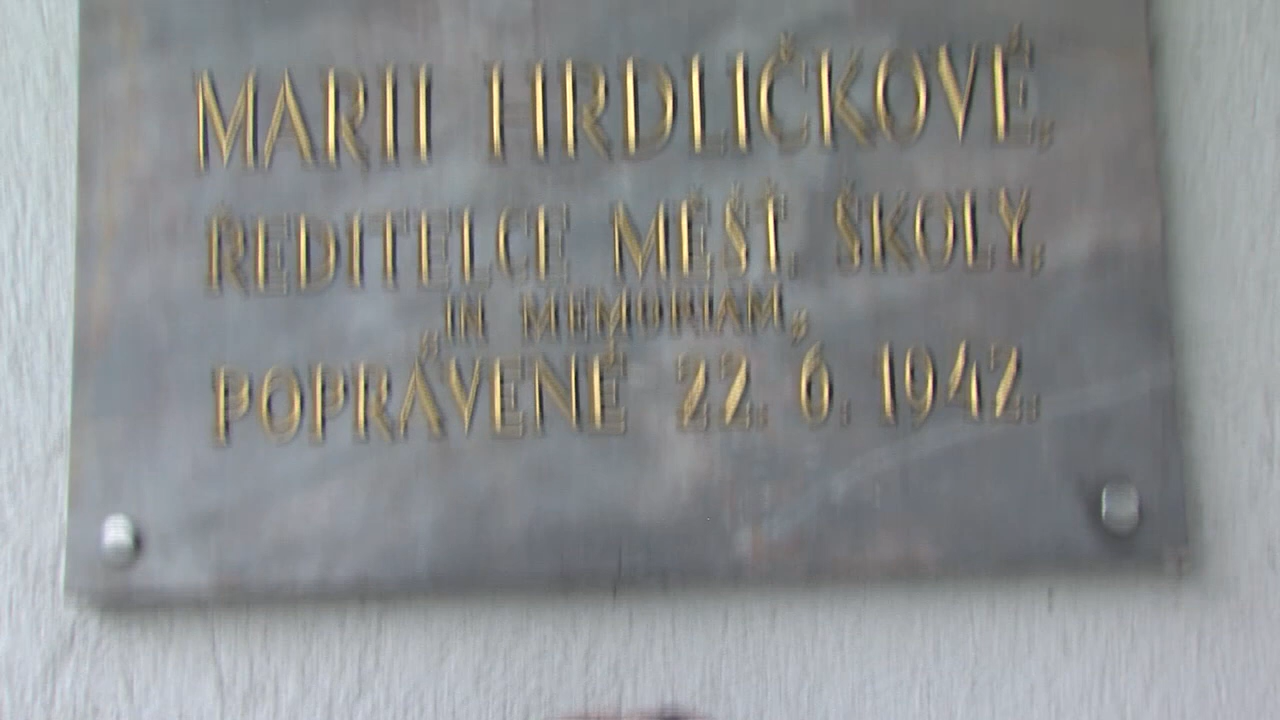 MARII HRDLIČKOVÉ,
ŘEDITELCE MĚŠŤ. ŠKOLY,
„IN MEMORIAM„
POPRAVENÉ 22. 6. 1942.